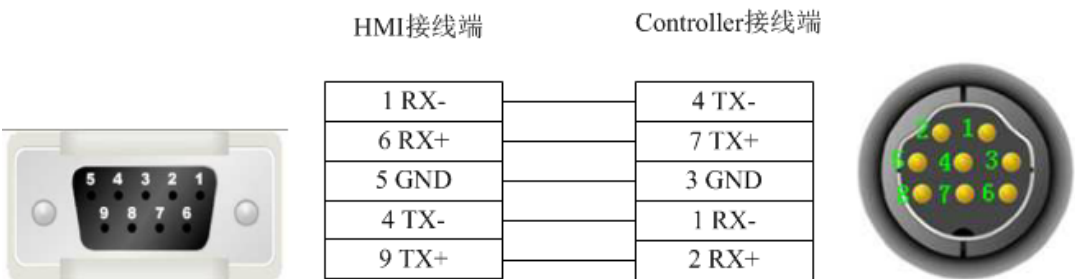 HMI接线端
Controller接线端
1 RX-
4 TX-
6 RX+
7 TX+
5 GND
3 GND
4 TX-
1 RX-
9 TX+
2 RX+
5 4 3 2 1
9 8 7 6
2 1
5 4 3
8 7 6